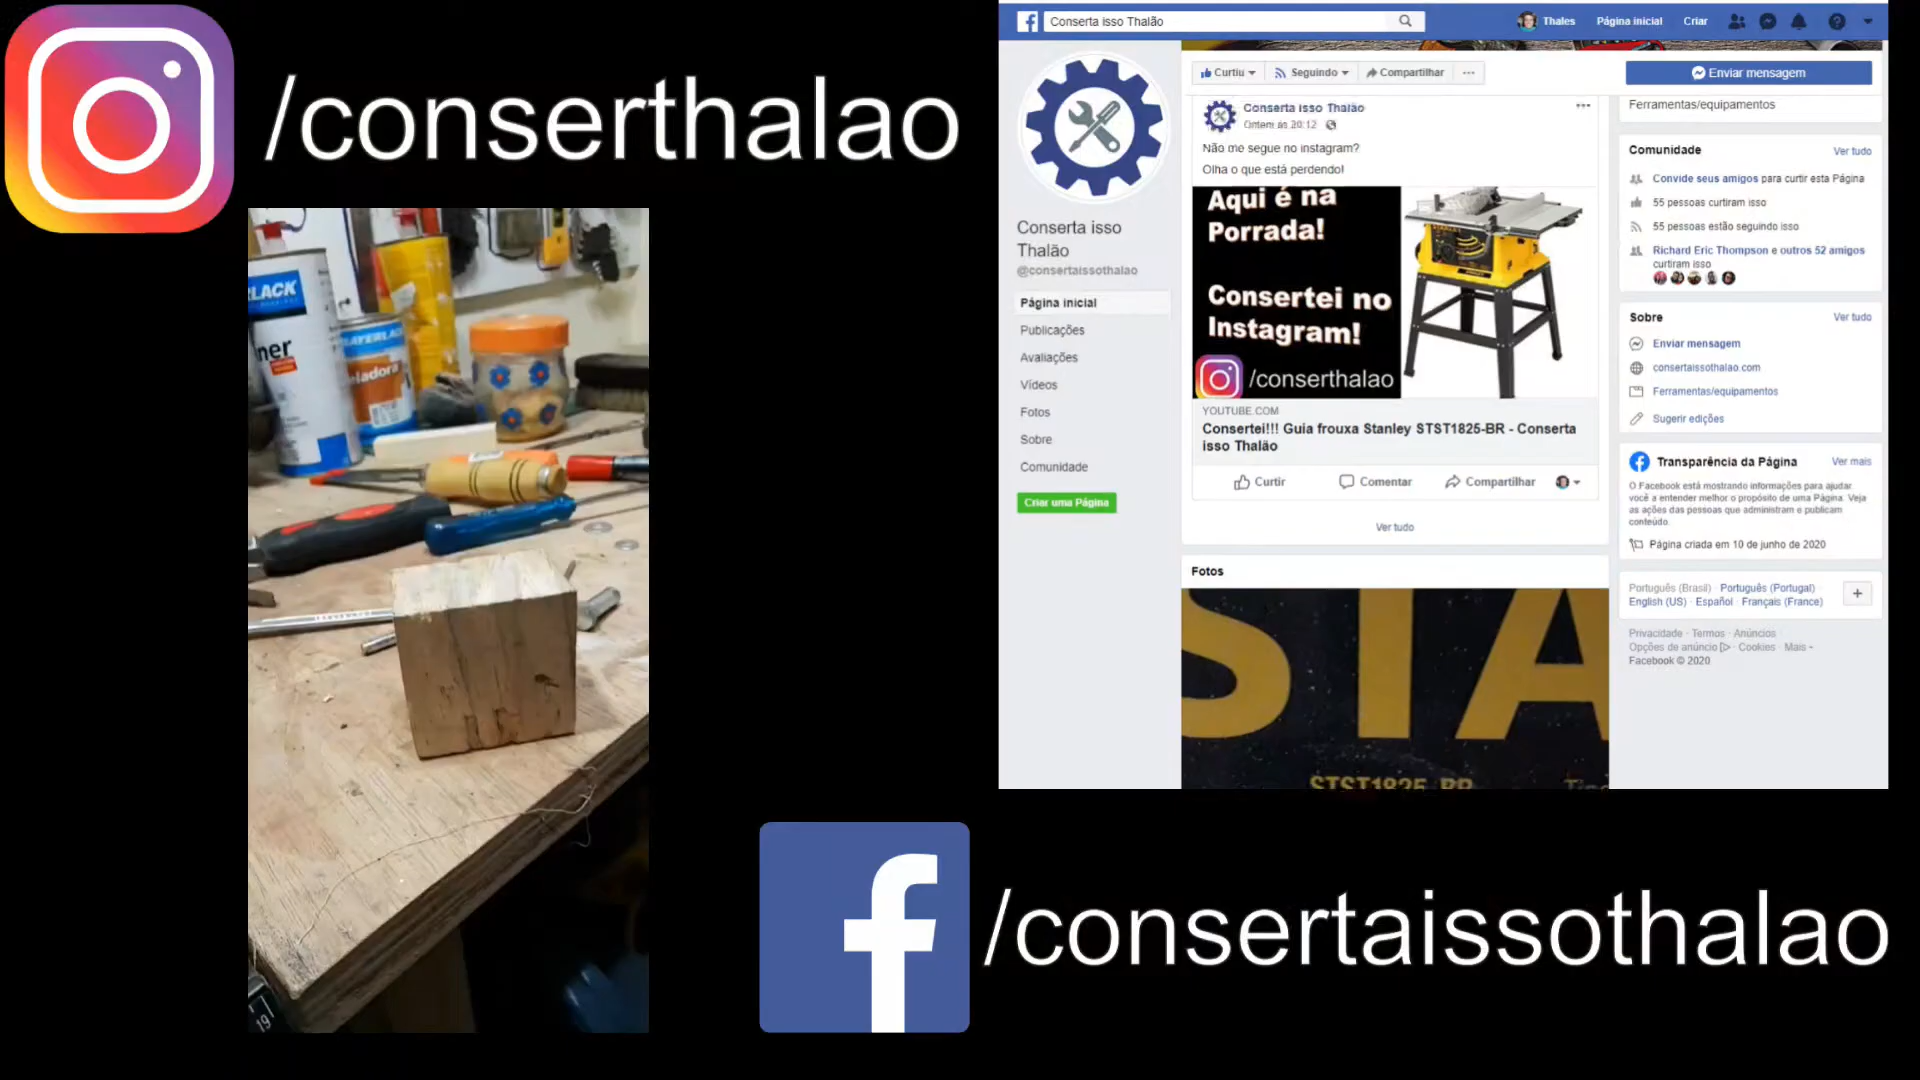 /conserthalao
LACK
ner
RAYERLACK
eladora
19
Conserta isso Thalão
Thales
Página inicial
Criar
Conserta isso
Thalão
@consertaissothalao
Página inicial
Publicações
Avaliações
Vídeos
Fotos
Sobre
Comunidade
Criar uma Página
Curtiu
Seguindo
Compartilhar
···
Enviar mensagem
Conserta isso Thalão
Ontem às 20:12
Não me segue no instagram?
Olha o que está perdendo!
Aqui é na
Porrada!
Consertei no
Instagram!
/conserthalao
YOUTUBE.COM
Consertei!!! Guia frouxa Stanley STST1825-BR - Conserta
isso Thalão
Curtir
Comentar
Compartilhar
Ver tudo
Fotos
STA
STST1825-BR
Ferramentas/equipamentos
Comunidade
Ver tudo
Convide seus amigos para curtir esta Página
55 pessoas curtiram isso
55 pessoas estão seguindo isso
Richard Eric Thompson e outros 52 amigos
curtiram isso
Sobre
Ver tudo
Enviar mensagem
consertaissothalao.com
Ferramentas/equipamentos
Sugerir edições
Transparência da Página
Ver mais
O Facebook está mostrando informações para ajudar
você a entender melhor o propósito de uma Página. Veja
as ações das pessoas que administram e publicam
conteúdo.
Página criada em 10 de junho de 2020
Português (Brasil) · Português (Portugal) ·
English (US) · Español · Français (France)
+
Privacidade · Termos · Anúncios ·
Opções de anúncio · Cookies · Mais
Facebook © 2020
/consertaissothalao